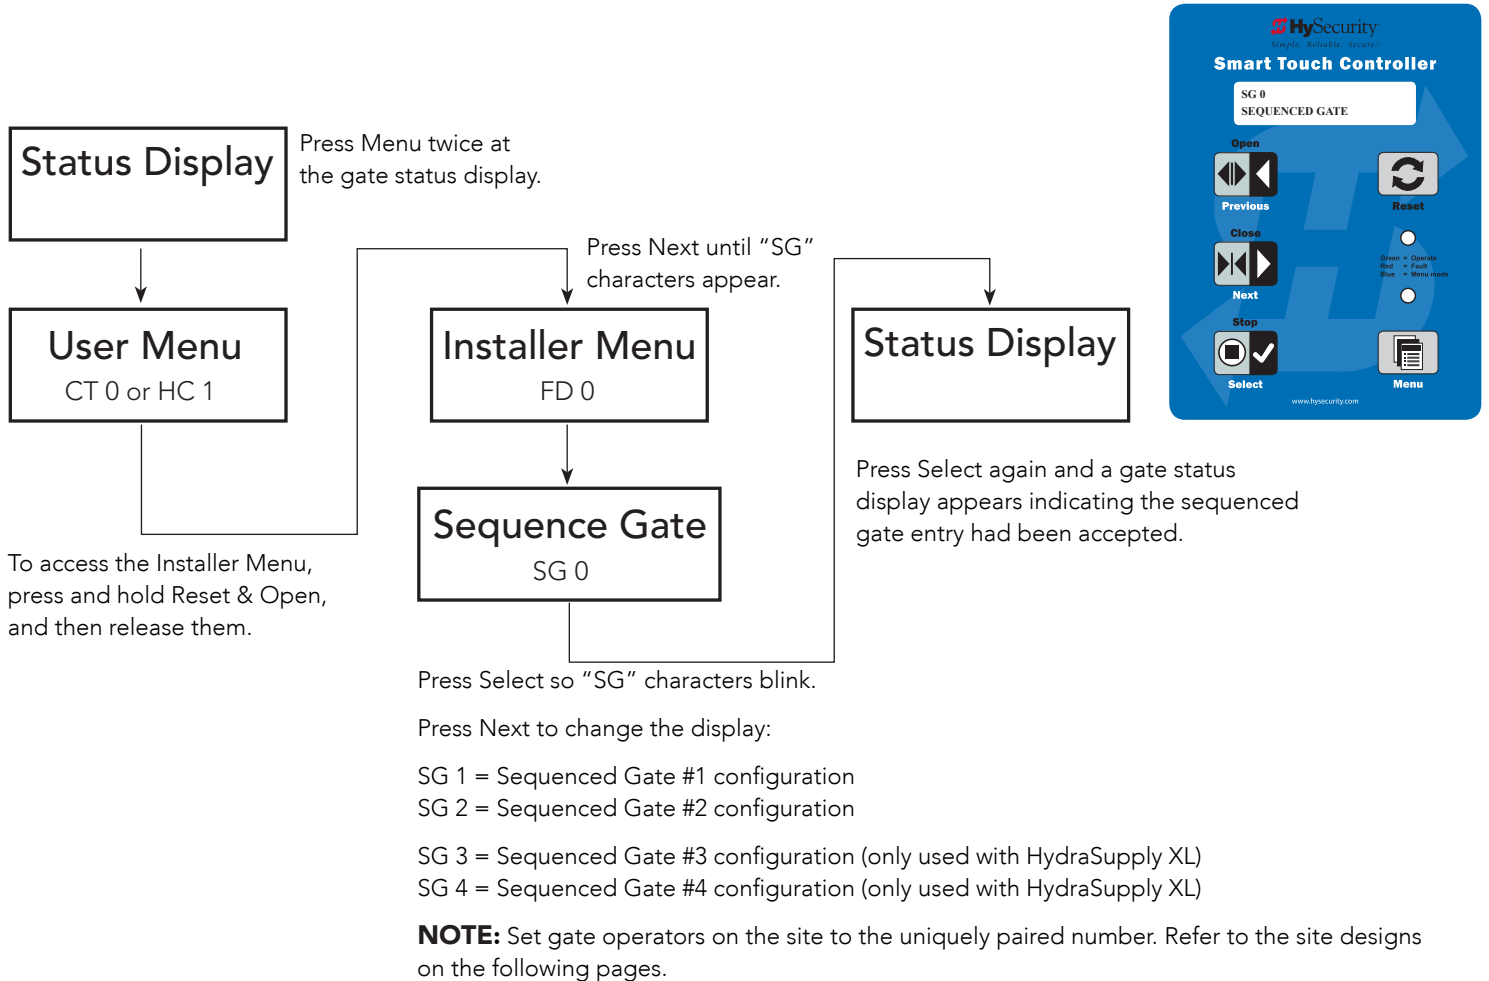 Status Display
Press Menu twice at
the gate status display.
User Menu
CT 0 or HC 1
To access the Installer Menu,
press and hold Reset & Open,
and then release them.
Press Next until “SG”
characters appear.
Installer Menu
FD 0
Sequence Gate
SG 0
Press Select so “SG” characters blink.
Press Next to change the display:
SG 1 = Sequenced Gate #1 configuration
SG 2 = Sequenced Gate #2 configuration
SG 3 = Sequenced Gate #3 configuration (only used with HydraSupply XL)
SG 4 = Sequenced Gate #4 configuration (only used with HydraSupply XL)
NOTE: Set gate operators on the site to the uniquely paired number. Refer to the site designs
on the following pages.
Status Display
Press Select again and a gate status
display appears indicating the sequenced
gate entry had been accepted.
HySecurity
Simple. Reliable. Secure.
Smart Touch Controller
SG 0
SEQUENCED GATE
Open
Previous
Reset
Close
Next
Green = Operate
Red = Fault
Blue = Menu mode
Stop
Select
Menu
www.hysecurity.com